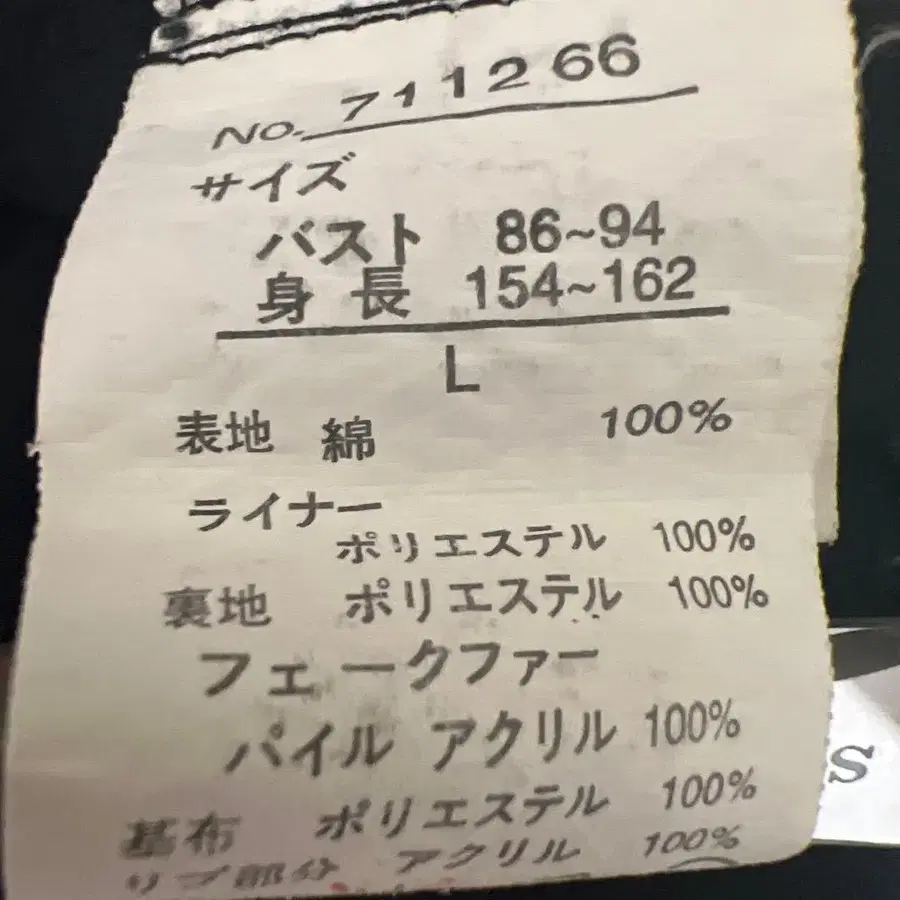 No. 711266
サイズ
バスト 86~94
身長 154~162
L
表地 綿 100%
ライナー
ポリエステル 100%
裏地 ポリエステル 100%
フェークファー
パイル アクリル 100%
基布 ポリエステル 100%
リブ部分 アクリル 100%
S